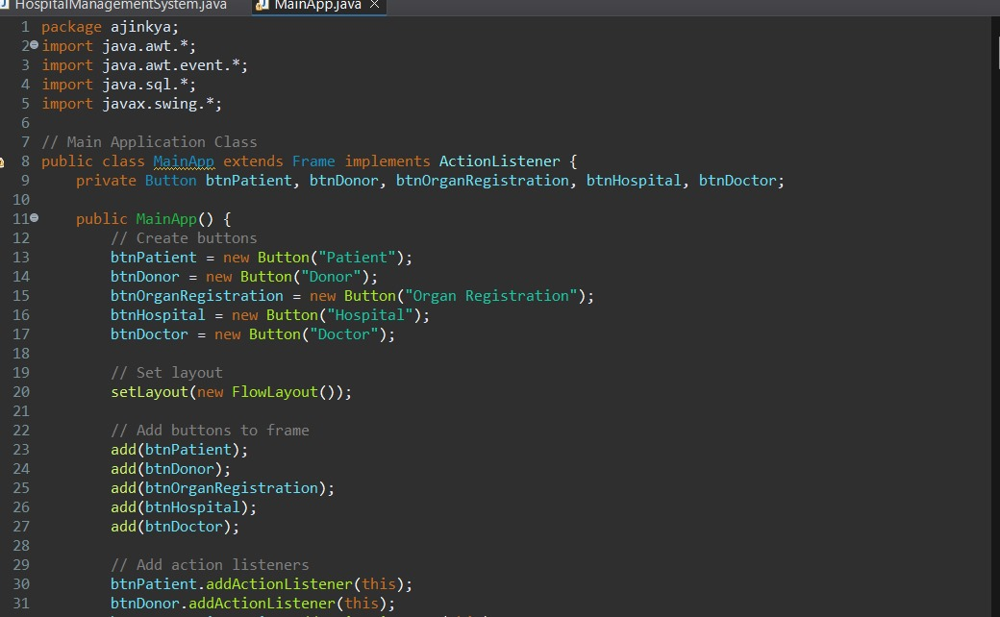 HospitalManagementSystem.java MainApp.java ×
1 package ajinkya;
2 import java.awt.*;
3 import java.awt.event.*;
4 import java.sql.*;
5 import javax.swing.*;
6
7 // Main Application Class
8 public class MainApp extends Frame implements ActionListener {
9     private Button btnPatient, btnDonor, btnOrganRegistration, btnHospital, btnDoctor;
10
11     public MainApp() {
12         // Create buttons
13         btnPatient = new Button("Patient");
14         btnDonor = new Button("Donor");
15         btnOrganRegistration = new Button("Organ Registration");
16         btnHospital = new Button("Hospital");
17         btnDoctor = new Button("Doctor");
18
19         // Set layout
20         setLayout(new FlowLayout());
21
22         // Add buttons to frame
23         add(btnPatient);
24         add(btnDonor);
25         add(btnOrganRegistration);
26         add(btnHospital);
27         add(btnDoctor);
28
29         // Add action listeners
30         btnPatient.addActionListener(this);
31         btnDonor.addActionListener(this);